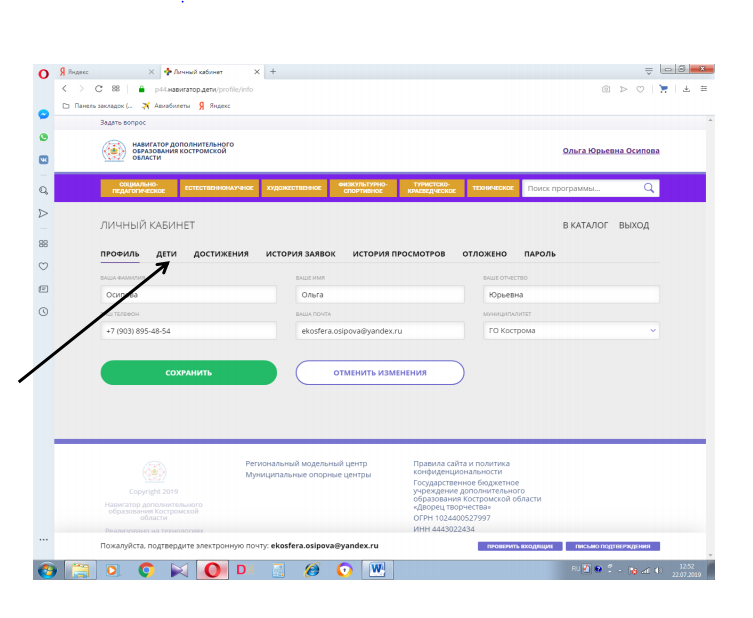 Яндекс
Личный кабинет
p44.навигатор.дети/profile/info
Панель закладок (... Авиабилеты Яндекс
Задать вопрос
НАВИГАТОР ДОПОЛНИТЕЛЬНОГО
ОБРАЗОВАНИЯ КОСТРОМСКОЙ
ОБЛАСТИ
Ольга Юрьевна Осипова
СОЦИАЛЬНО-
ПЕДАГОГИЧЕСКОЕ
ЕСТЕСТВЕННОНАУЧНОЕ
ХУДОЖЕСТВЕННОЕ
ФИЗКУЛЬТУРНО-
СПОРТИВНОЕ
ТУРИСТСКО-
КРАЕВЕДЧЕСКОЕ
ТЕХНИЧЕСКОЕ
Поиск программы...
ЛИЧНЫЙ КАБИНЕТ
В КАТАЛОГ ВЫХОД
ПРОФИЛЬ ДЕТИ ДОСТИЖЕНИЯ ИСТОРИЯ ЗАЯВОК ИСТОРИЯ ПРОСМОТРОВ ОТЛОЖЕНО ПАРОЛЬ
ВАША ФАМИЛИЯ ВАШЕ ИМЯ ВАШЕ ОТЧЕСТВО
Осипова Ольга Юрьевна
ВАШ ТЕЛЕФОН ВАША ПОЧТА МУНИЦИПАЛИТЕТ
+7 (903) 895-48-54 ekosfera.osipova@yandex.ru ГО Кострома
СОХРАНИТЬ ОТМЕНИТЬ ИЗМЕНЕНИЯ
Copyright 2019
Навигатор дополнительного
образования Костромской
области
Региональный модельный центр
Муниципальные опорные центры
Правила сайта и политика
конфиденциональности
Государственное бюджетное
учреждение дополнительного
образования Костромской области
«Дворец творчества»
ОГРН 1024400527997
ИНН 4443022434
Пожалуйста, подтвердите электронную почту: ekosfera.osipova@yandex.ru
ПРОВЕРИТЬ ВХОДЯЩИЕ ПИСЬМО ПОДТВЕРЖДЕНИЯ
RU
12:52
22.07.2019